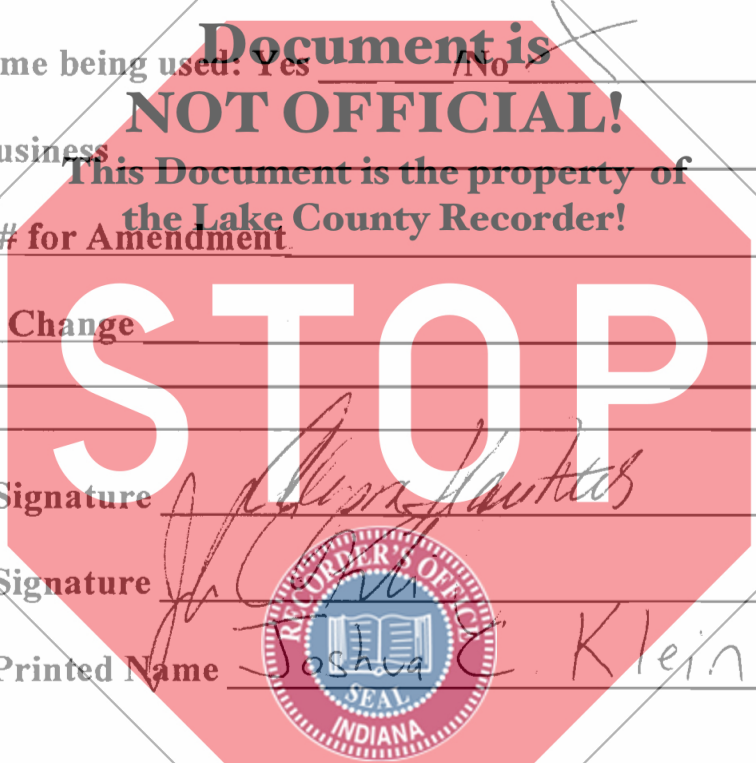 Document is
me being used: Yes /No X
NOT OFFICIAL!
usiness
This Document is the property of
the Lake County Recorder!
# for Amendment
STOP
Change
Signature
Signature
Printed Name Joshua C. Klein
RECORDER'S OFFICE
SEAL
INDIANA